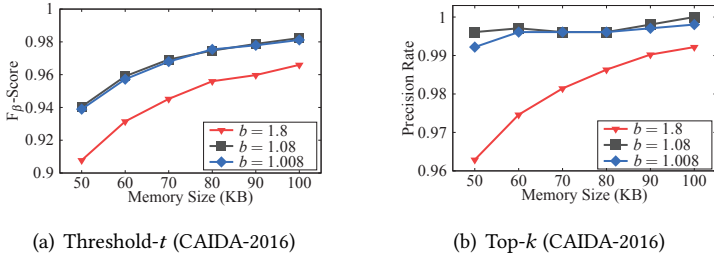 1
0.98
0.96
0.94
0.92
0.9
Fβ-Score
50 60 70 80 90 100
Memory Size (KB)
b = 1.8
b = 1.08
b = 1.008
(a) Threshold-t (CAIDA-2016)
1
0.99
0.98
0.97
0.96
Precision Rate
50 60 70 80 90 100
Memory Size (KB)
b = 1.8
b = 1.08
b = 1.008
(b) Top-k (CAIDA-2016)